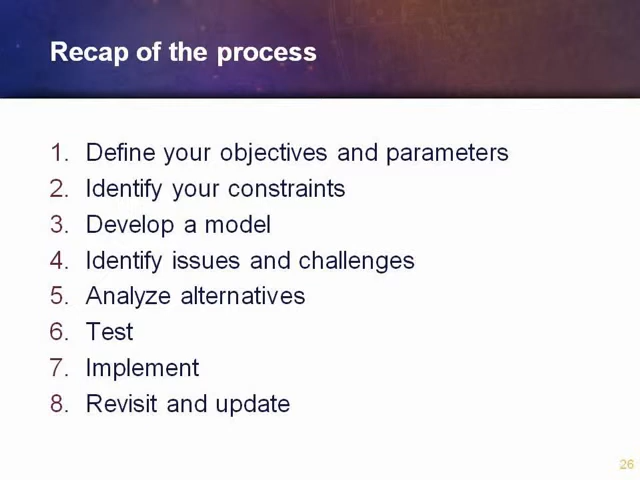 Recap of the process
1. Define your objectives and parameters
2. Identify your constraints
3. Develop a model
4. Identify issues and challenges
5. Analyze alternatives
6. Test
7. Implement
8. Revisit and update
26